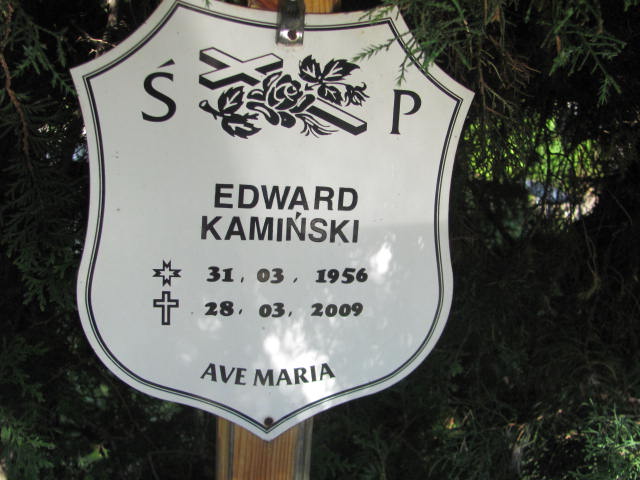 Ś P
EDWARD
KAMIŃSKI
31. 03. 1956
28. 03. 2009
AVE MARIA